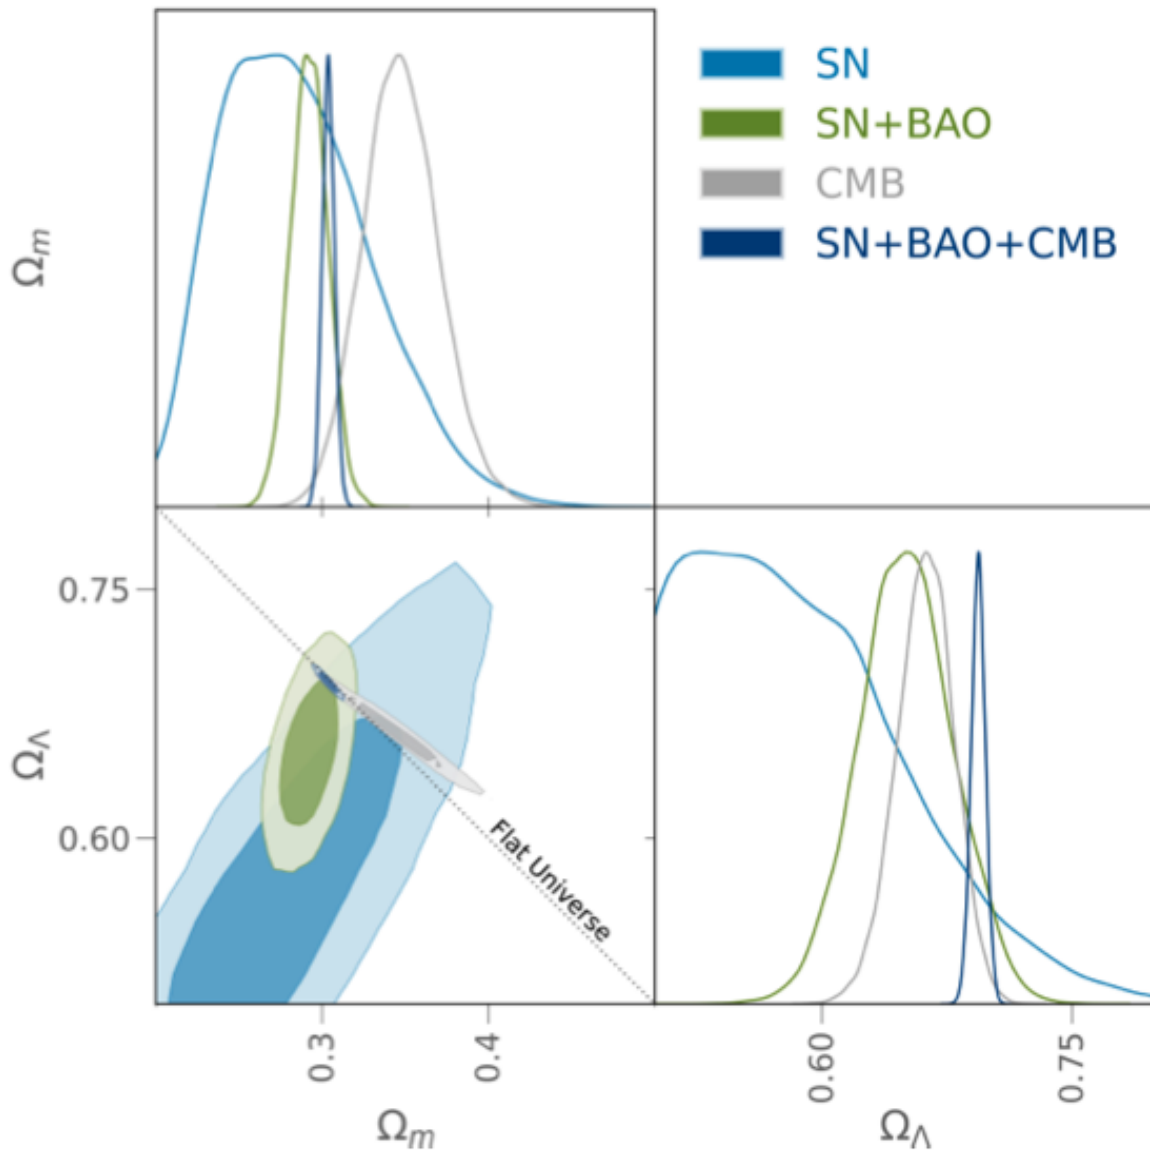 SN
SN+BAO
CMB
SN+BAO+CMB
Ωm
0.75
0.60
ΩΛ
Flat Universe
0.3
0.4
0.60
0.75
Ωm
ΩΛ